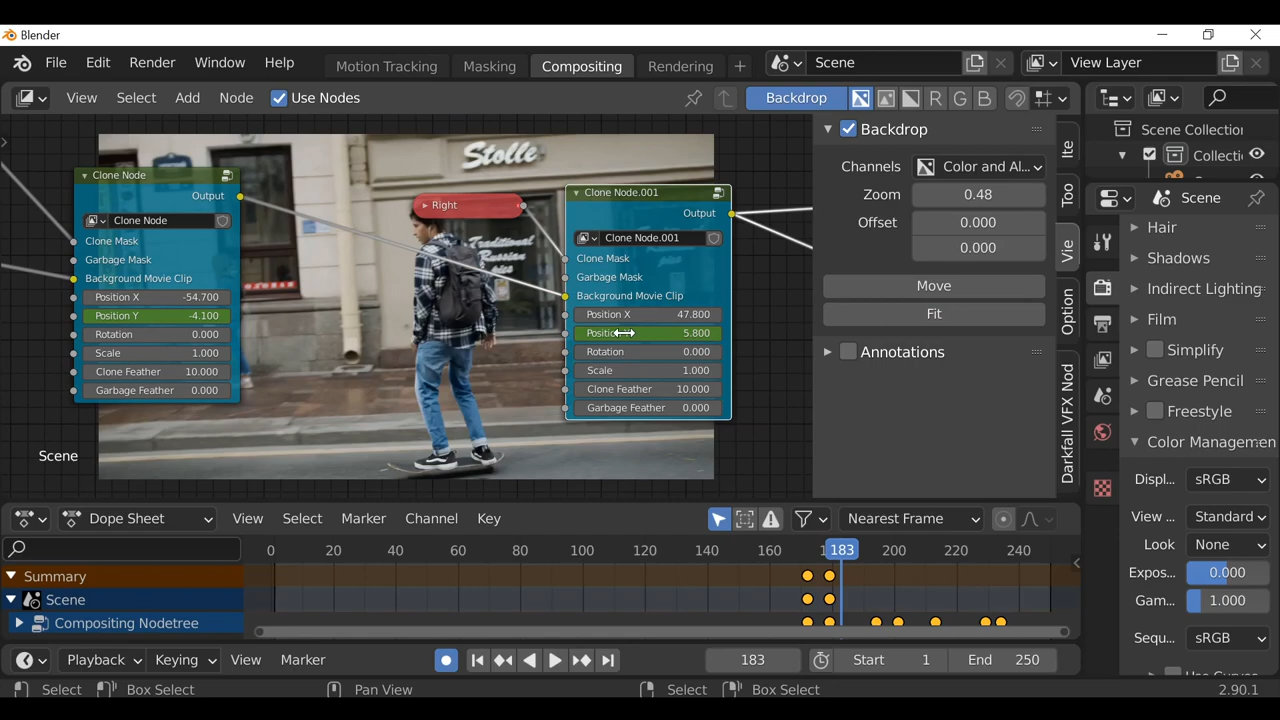 Blender
File Edit Render Window Help Motion Tracking Masking Compositing Rendering + Scene View Layer
View Select Add Node Use Nodes Backdrop R G B
Stolle
Traditional
Russian
pies
Clone Node
Output
Clone Node
Clone Mask
Garbage Mask
Background Movie Clip
Position X -54.700
Position Y -4.100
Rotation 0.000
Scale 1.000
Clone Feather 10.000
Garbage Feather 0.000
Right
Clone Node.001
Output
Clone Node.001
Clone Mask
Garbage Mask
Background Movie Clip
Position X 47.800
Positio 5.800
Rotation 0.000
Scale 1.000
Clone Feather 10.000
Garbage Feather 0.000
Scene
Backdrop
Channels Color and Al...
Zoom 0.48
Offset 0.000
0.000
Move
Fit
Annotations
Ite
Too
Vie
Option
Darkfall VFX Nod
Scene Collectio
Collecti
Scene
Hair
Shadows
Indirect Lighting
Film
Simplify
Grease Pencil
Freestyle
Color Managemen
Displ... sRGB
View ... Standard
Look None
Expos... 0.000
Gam... 1.000
Sequ... sRGB
Dope Sheet View Select Marker Channel Key Nearest Frame
0 20 40 60 80 100 120 140 160 183 200 220 240
Summary
Scene
Compositing Nodetree
Playback Keying View Marker 183 Start 1 End 250
Select Box Select Pan View Select Box Select 2.90.1